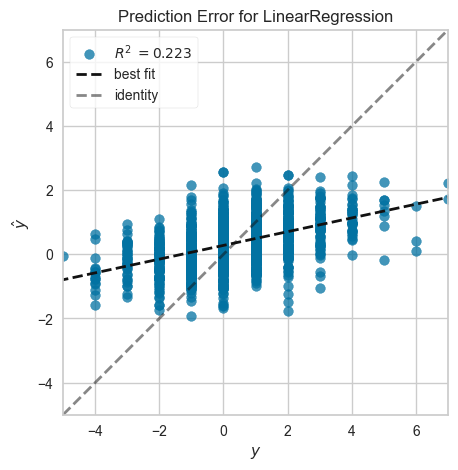 Prediction Error for LinearRegression
R² = 0.223
best fit
identity
6
4
2
0
−2
−4
ŷ
−4 −2 0 2 4 6
y